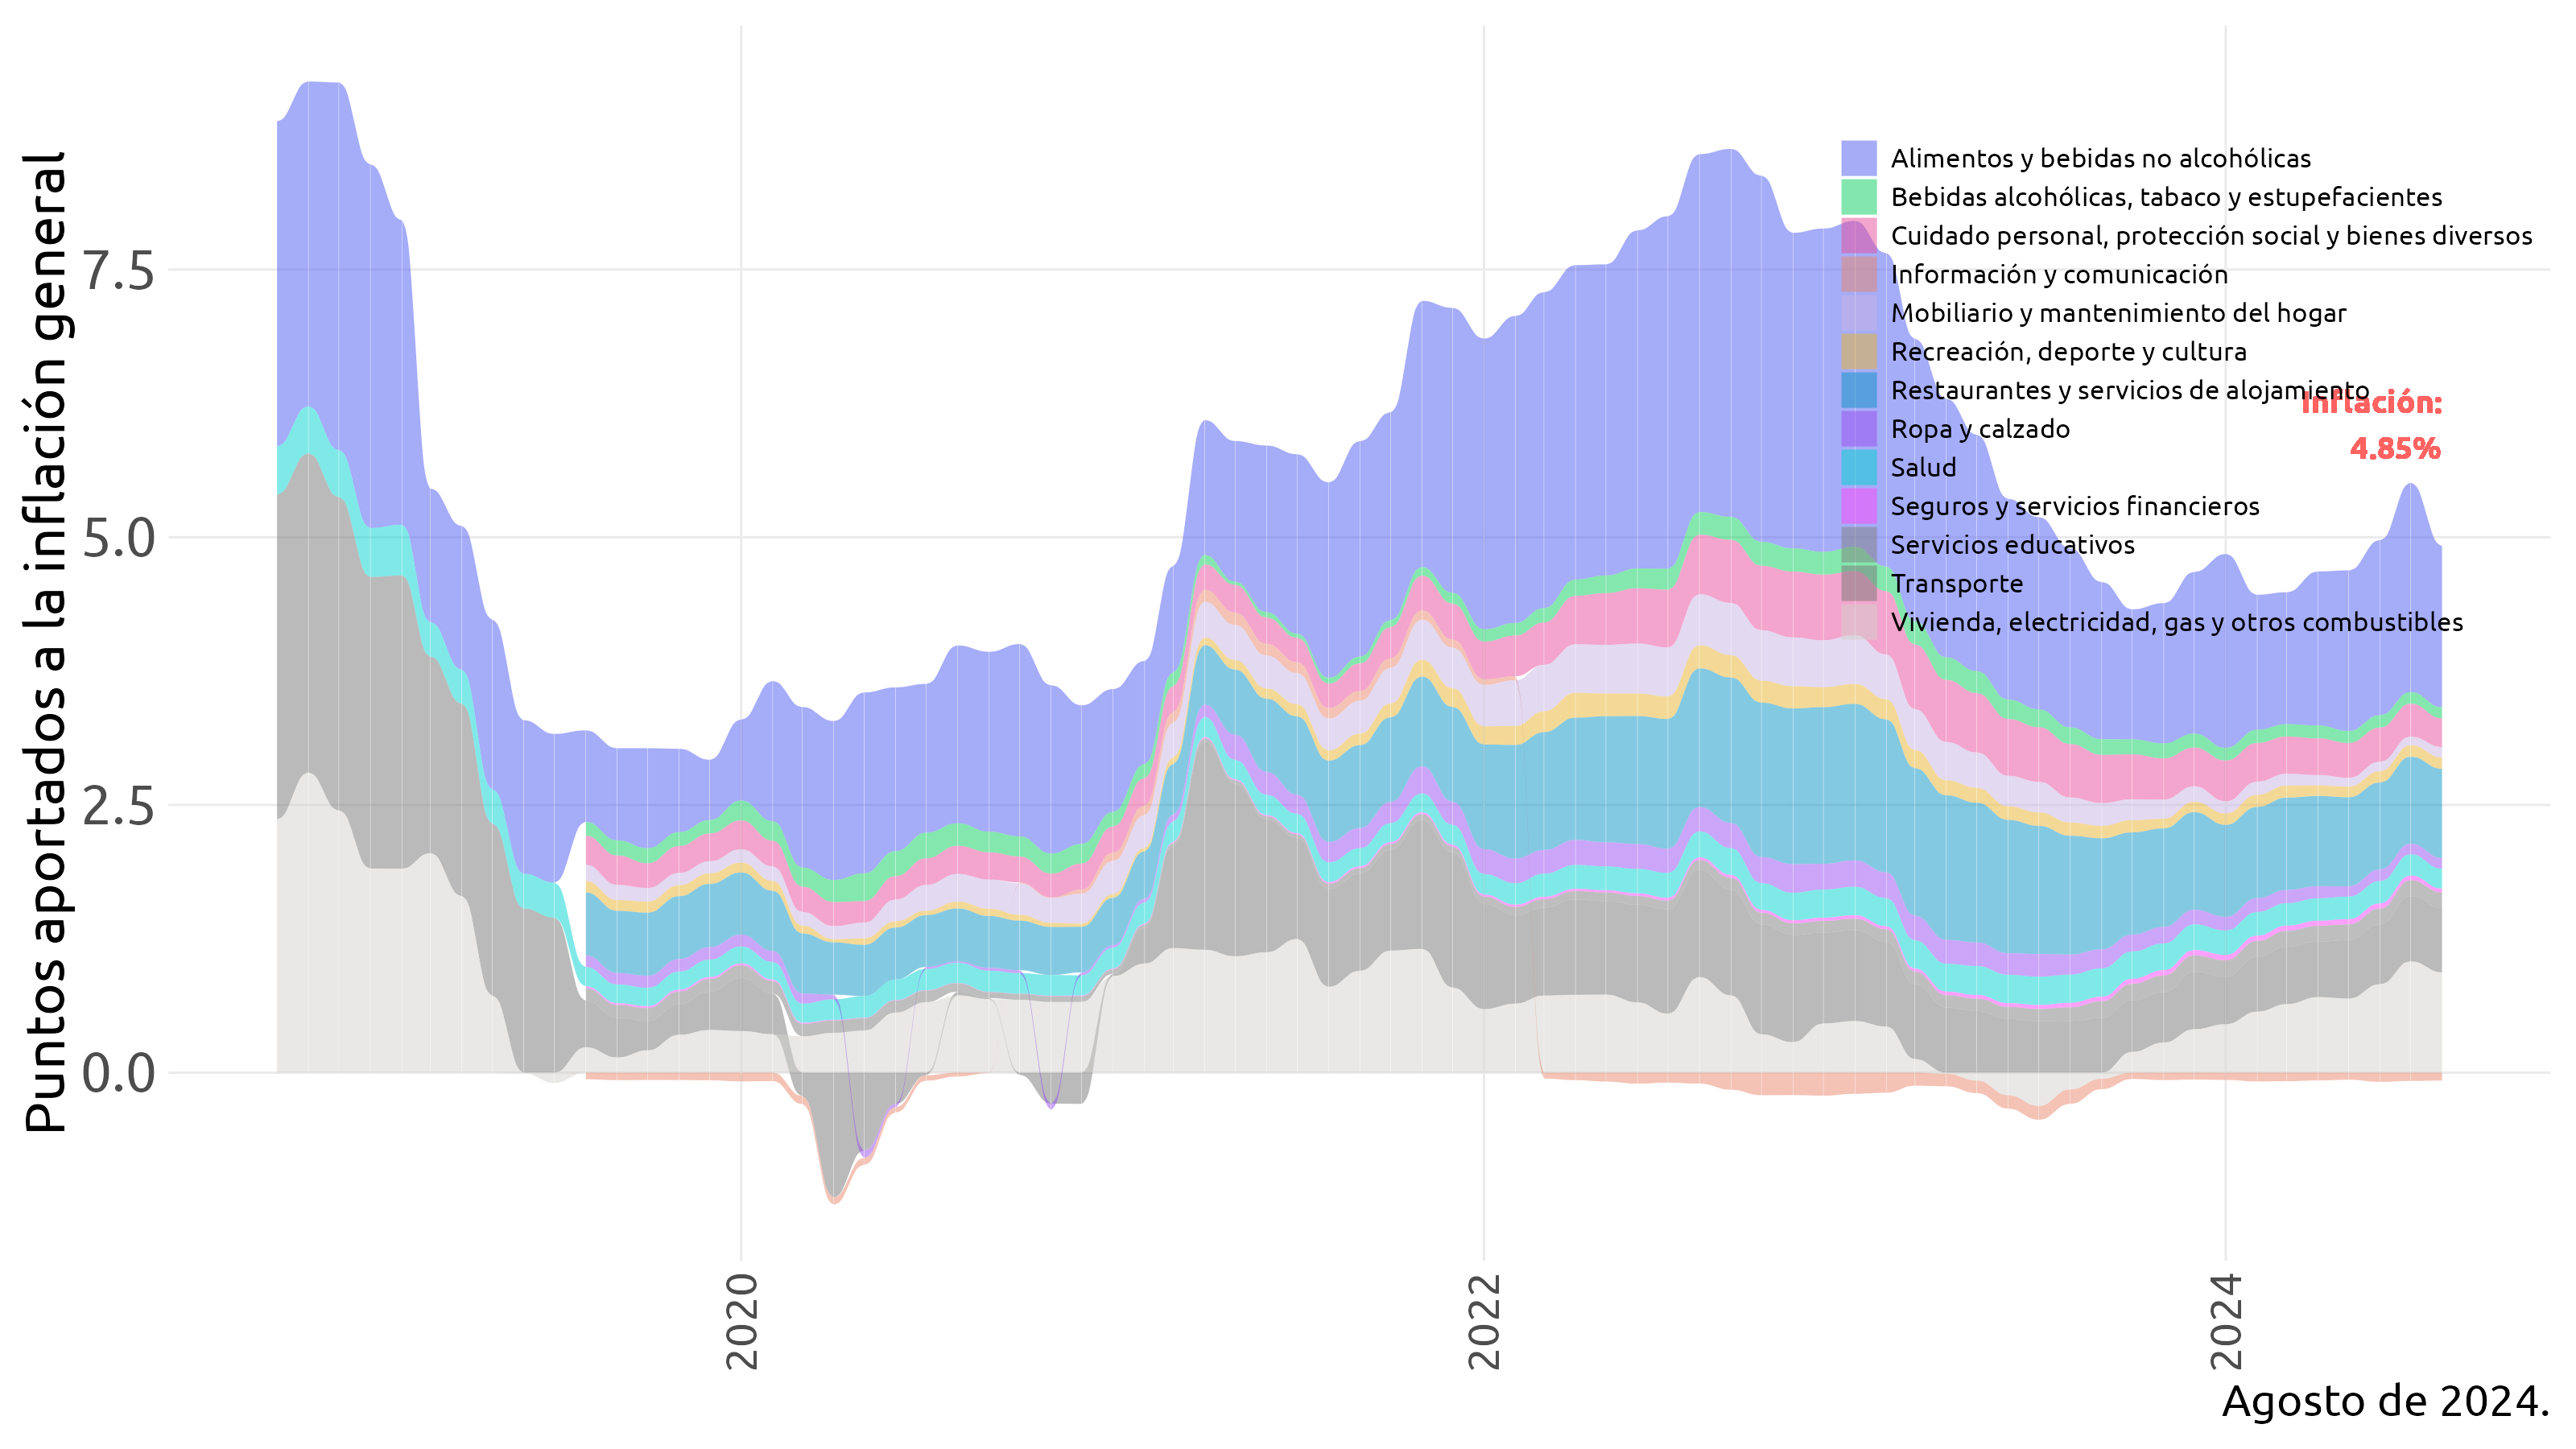 Puntos aportados a la inflación general
7.5
5.0
2.5
0.0
Alimentos y bebidas no alcohólicas
Bebidas alcohólicas, tabaco y estupefacientes
Cuidado personal, protección social y bienes diversos
Información y comunicación
Mobiliario y mantenimiento del hogar
Recreación, deporte y cultura
Restaurantes y servicios de alojamiento
Ropa y calzado
Salud
Seguros y servicios financieros
Servicios educativos
Transporte
Vivienda, electricidad, gas y otros combustibles
Inflación:
4.85%
2020
2022
2024
Agosto de 2024.